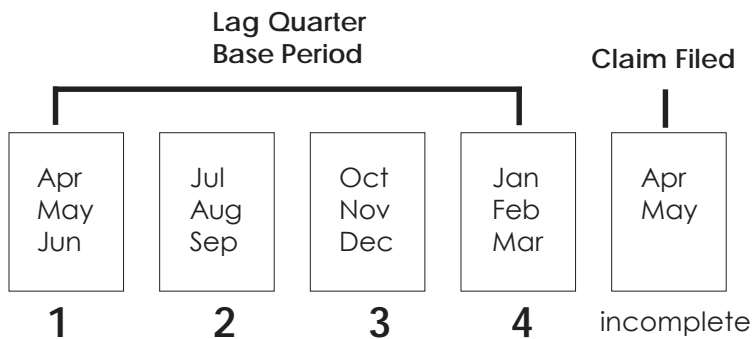 Lag Quarter
Base Period
Claim Filed
Apr
May
Jun
Jul
Aug
Sep
Oct
Nov
Dec
Jan
Feb
Mar
Apr
May
1
2
3
4
incomplete